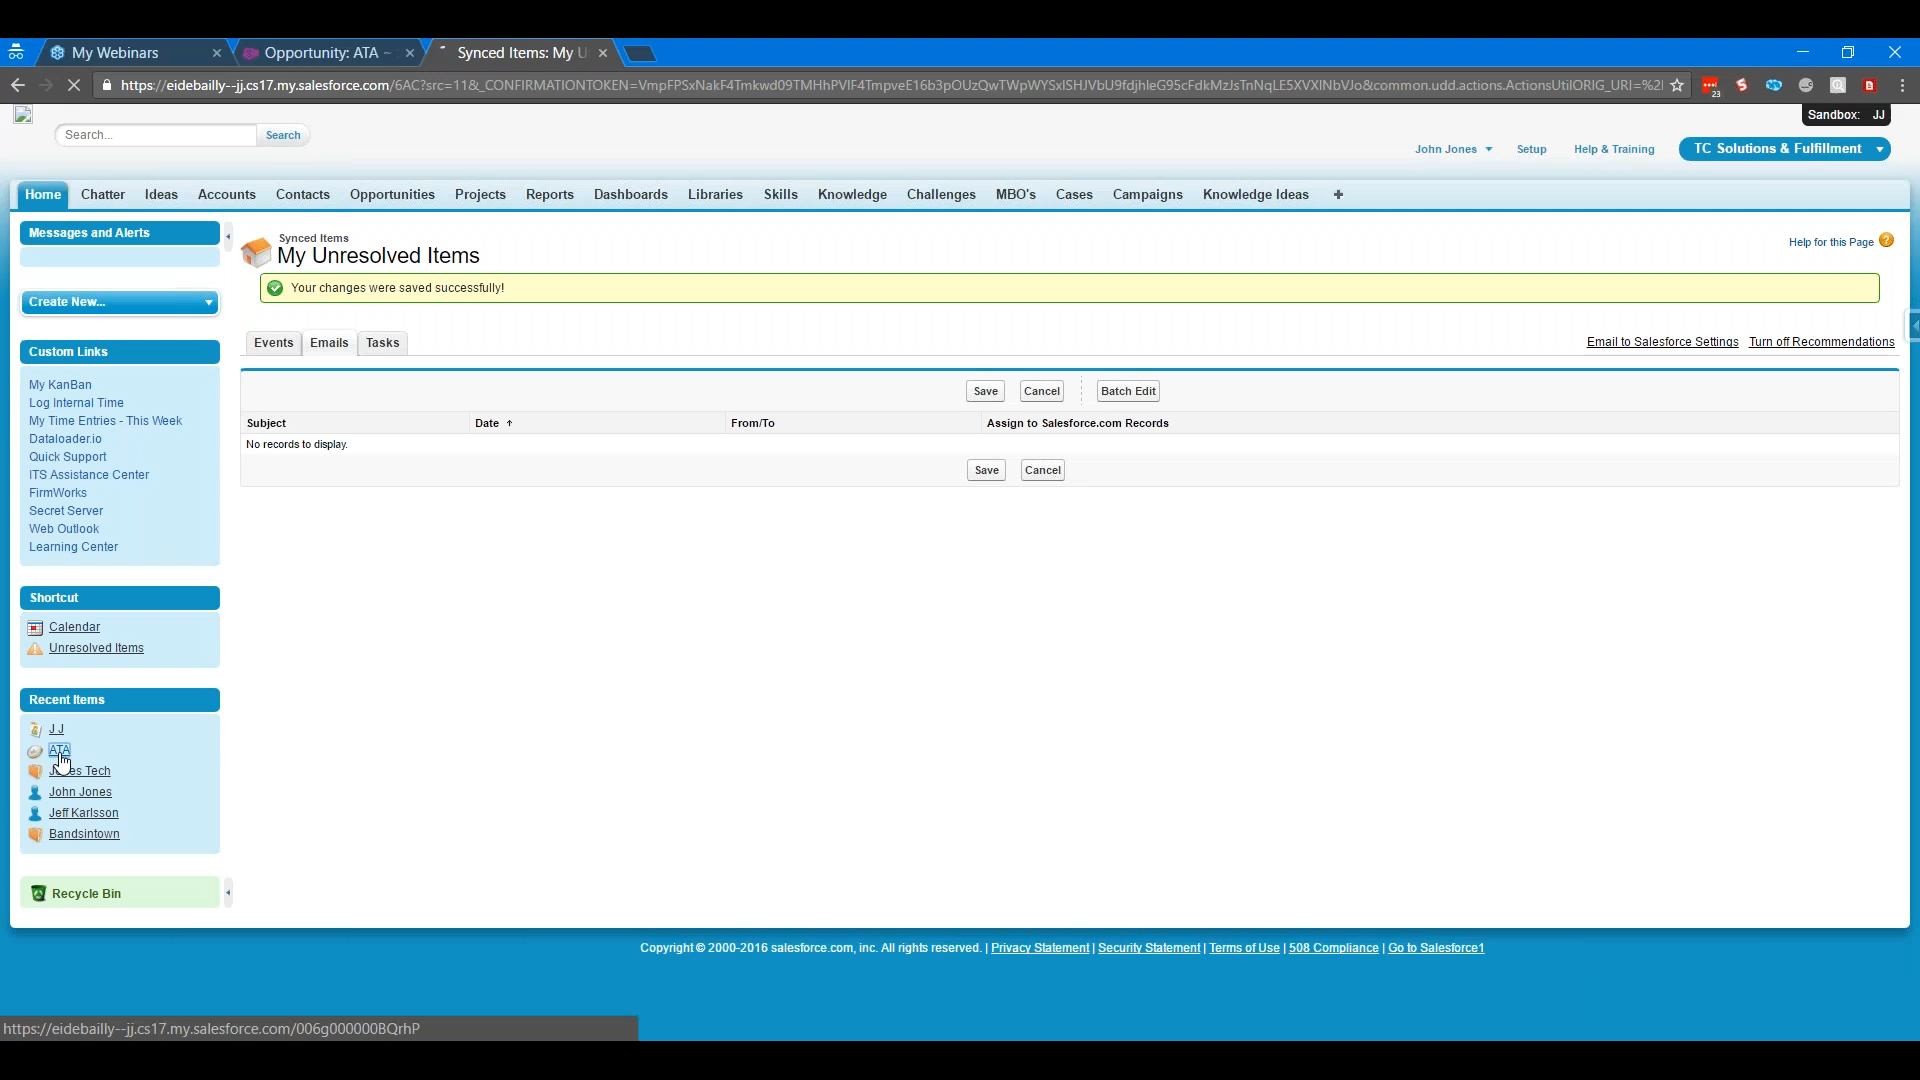 My Webinars
Opportunity: ATA ~
Synced Items: My U
https://eidebailly--jj.cs17.my.salesforce.com/6AC?src=11&_CONFIRMATIONTOKEN=
23
Sandbox: JJ
Search...
Search
John Jones
Setup
Help & Training
TC Solutions & Fulfillment
Home Chatter Ideas Accounts Contacts Opportunities Projects Reports Dashboards Libraries Skills Knowledge Challenges MBO's Cases Campaigns Knowledge Ideas +
Messages and Alerts
Create New...
Custom Links
My KanBan
Log Internal Time
My Time Entries - This Week
Dataloader.io
Quick Support
ITS Assistance Center
FirmWorks
Secret Server
Web Outlook
Learning Center
Shortcut
Calendar
Unresolved Items
Recent Items
J J
ATA
Tech
John Jones
Jeff Karlsson
Bandsintown
Recycle Bin
Synced Items
My Unresolved Items
Help for this Page
Your changes were saved successfully!
Events Emails Tasks
Email to Salesforce Settings Turn off Recommendations
Save Cancel Batch Edit
Subject Date From/To Assign to Salesforce.com Records
No records to display.
Save Cancel
Copyright © 2000-2016 salesforce.com, inc. All rights reserved. | Privacy Statement | Security Statement | Terms of Use | 508 Compliance | Go to Salesforce1
https://eidebailly--jj.cs17.my.salesforce.com/006g000000BQrhP